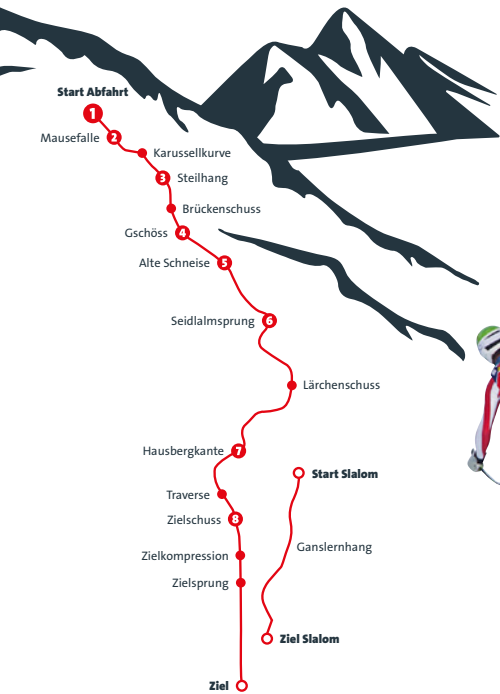 Start Abfahrt
1
Mausefalle 2
Karussellkurve
3 Steilhang
Brückenschuss
Gschöss 4
Alte Schneise 5
Seidlalmsprung 6
Lärchenschuss
Hausbergkante 7
Start Slalom
Traverse
Zielschuss 8
Ganslernhang
Zielkompression
Zielsprung
Ziel Slalom
Ziel